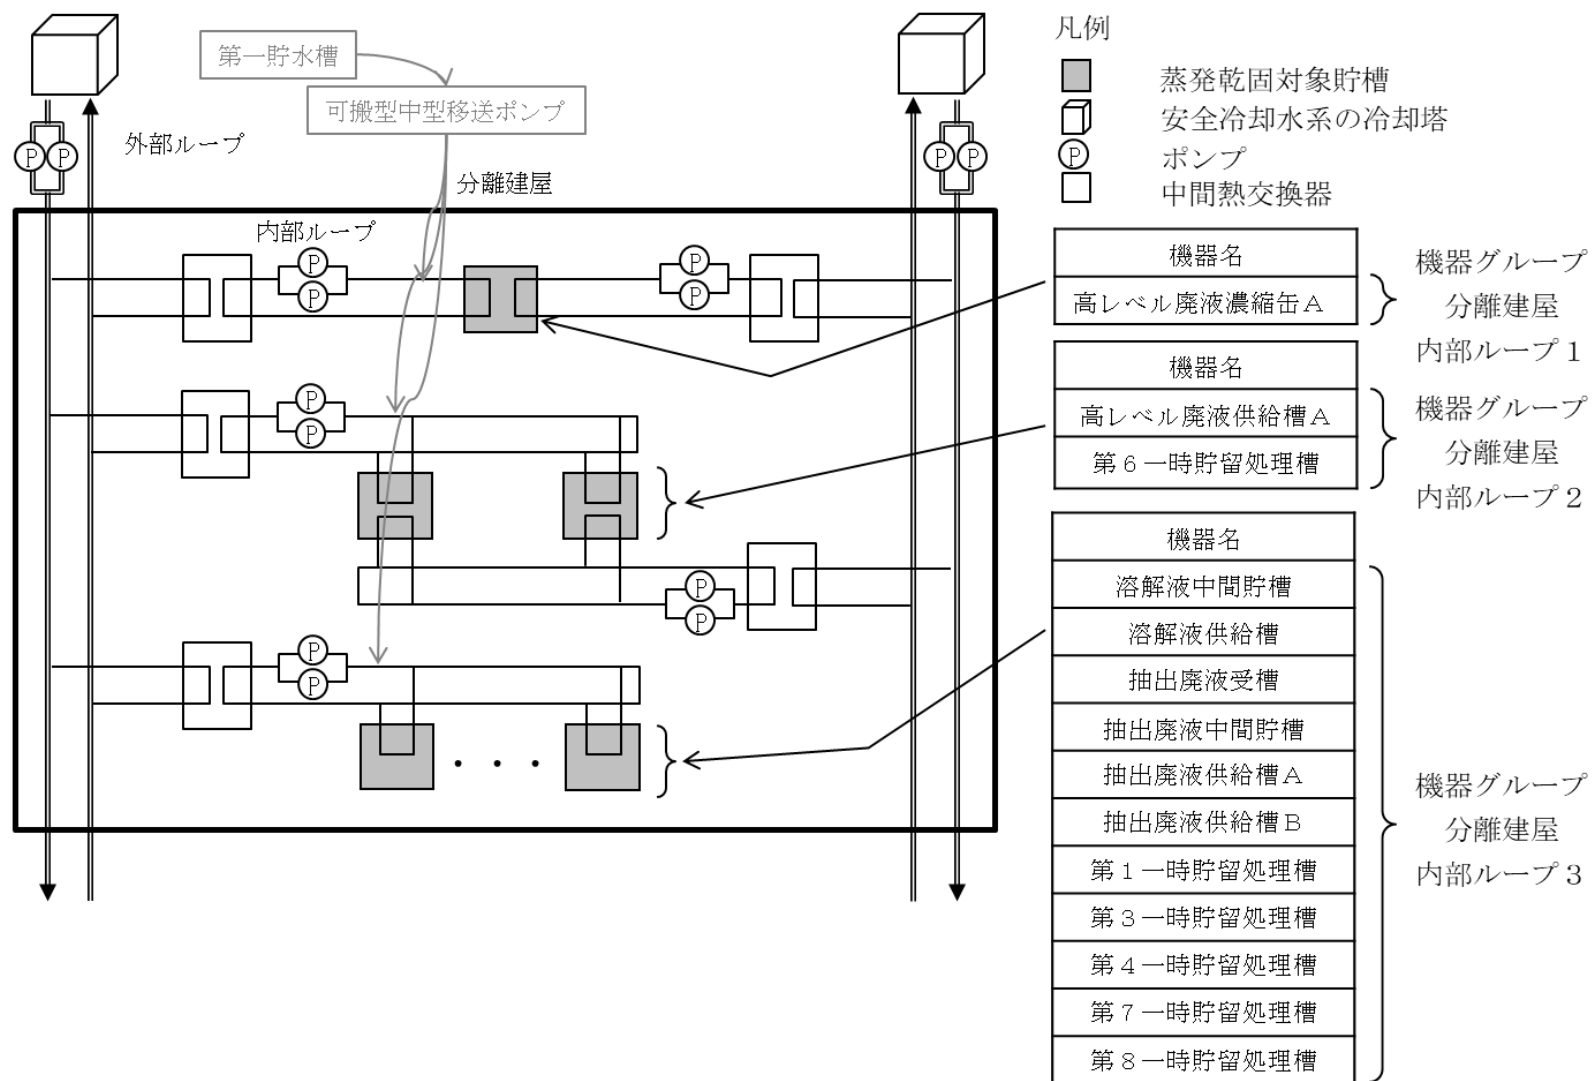 第一貯水槽
可搬型中型移送ポンプ
外部ループ
分離建屋
内部ループ
P
P
P
P
P
P
P
P
P
P
P
P
P
P
凡例
蒸発乾固対象貯槽
安全冷却水系の冷却塔
P
ポンプ
中間熱交換器
機器名
高レベル廃液濃縮缶A
機器グループ
分離建屋
内部ループ1
機器名
高レベル廃液供給槽A
第6一時貯留処理槽
機器グループ
分離建屋
内部ループ2
機器名
溶解液中間貯槽
溶解液供給槽
抽出廃液受槽
抽出廃液中間貯槽
抽出廃液供給槽A
抽出廃液供給槽B
第1一時貯留処理槽
第3一時貯留処理槽
第4一時貯留処理槽
第7一時貯留処理槽
第8一時貯留処理槽
機器グループ
分離建屋
内部ループ3